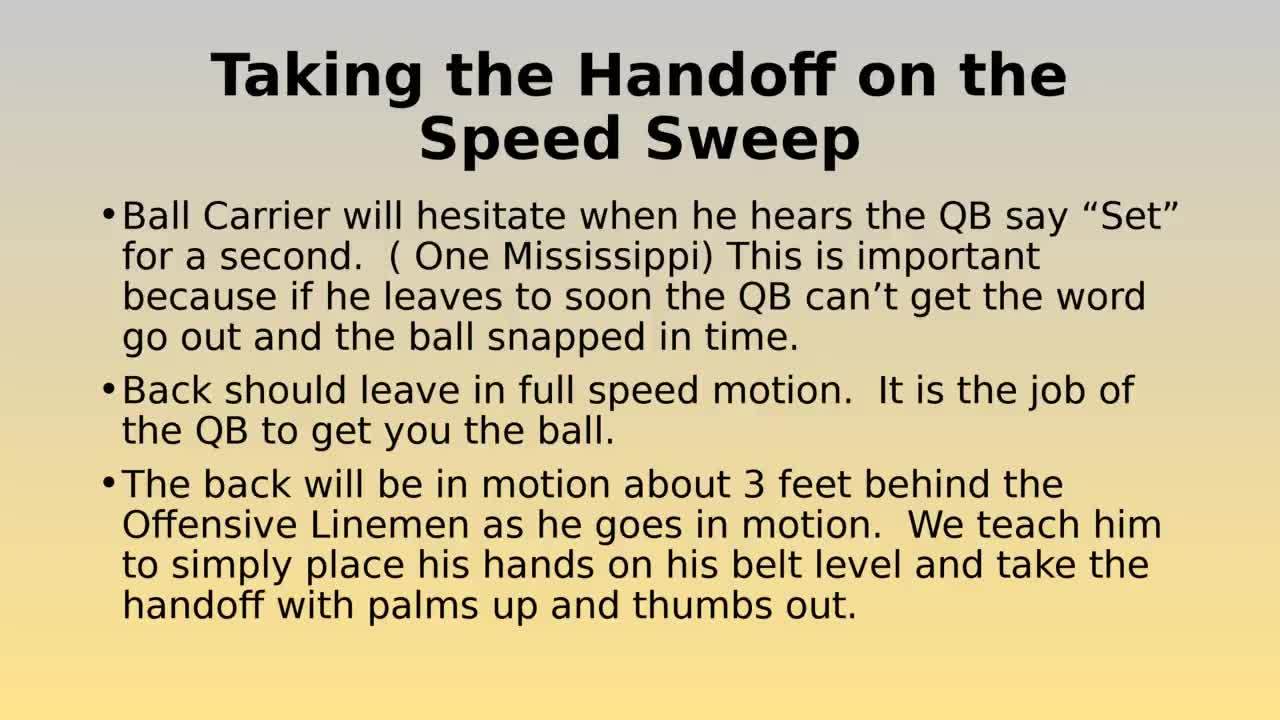 Taking the Handoff on the
Speed Sweep
•Ball Carrier will hesitate when he hears the QB say “Set”
for a second.  ( One Mississippi) This is important
because if he leaves to soon the QB can’t get the word
go out and the ball snapped in time.
•Back should leave in full speed motion.  It is the job of
the QB to get you the ball.
•The back will be in motion about 3 feet behind the
Offensive Linemen as he goes in motion.  We teach him
to simply place his hands on his belt level and take the
handoff with palms up and thumbs out.